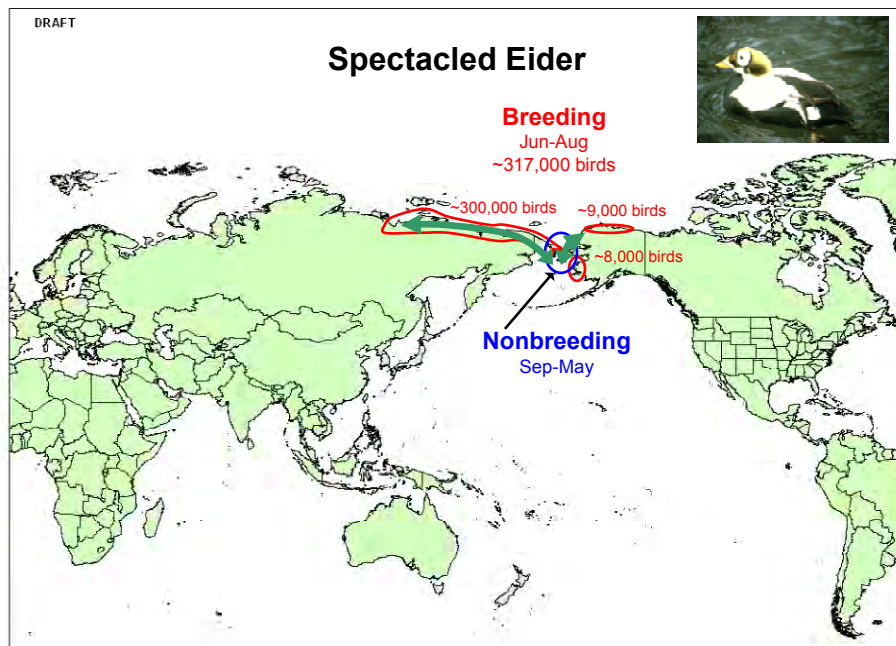 DRAFT
Spectacled Eider
Breeding
Jun-Aug
~317,000 birds
~300,000 birds
~9,000 birds
~8,000 birds
Nonbreeding
Sep-May